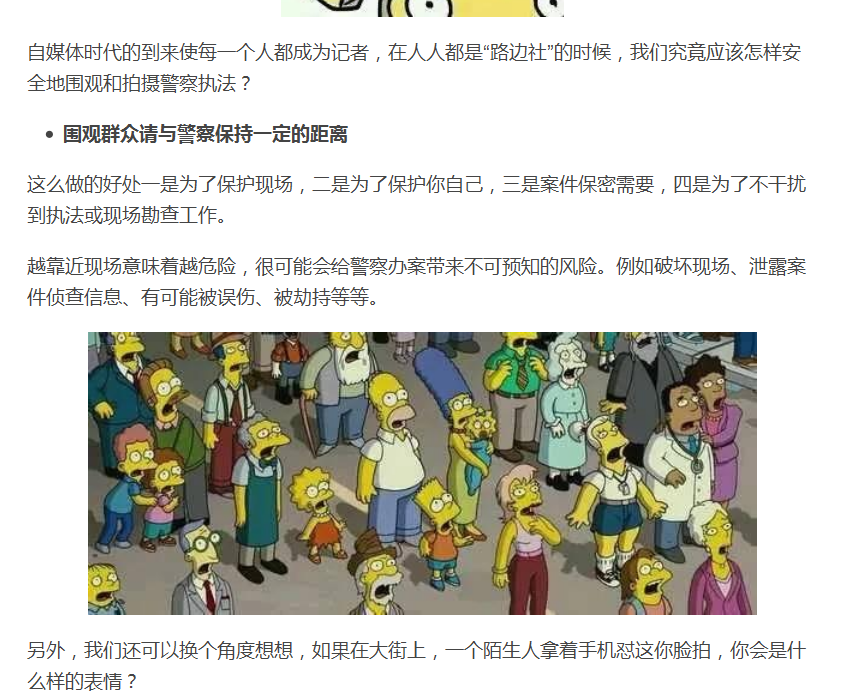 自媒体时代的到来使每一个人都成为记者，在人人都是“路边社”的时候，我们究竟应该怎样安
全地围观和拍摄警察执法？
• 围观群众请与警察保持一定的距离
这么做的好处一是为了保护现场，二是为了保护你自己，三是案件保密需要，四是为了不干扰
到执法或现场勘查工作。
越靠近现场意味着越危险，很可能会给警察办案带来不可预知的风险。例如破坏现场、泄露案
件侦查信息、有可能被误伤、被劫持等等。
另外，我们还可以换个角度想想，如果在大街上，一个陌生人拿着手机怼这你脸拍，你会是什
么样的表情？